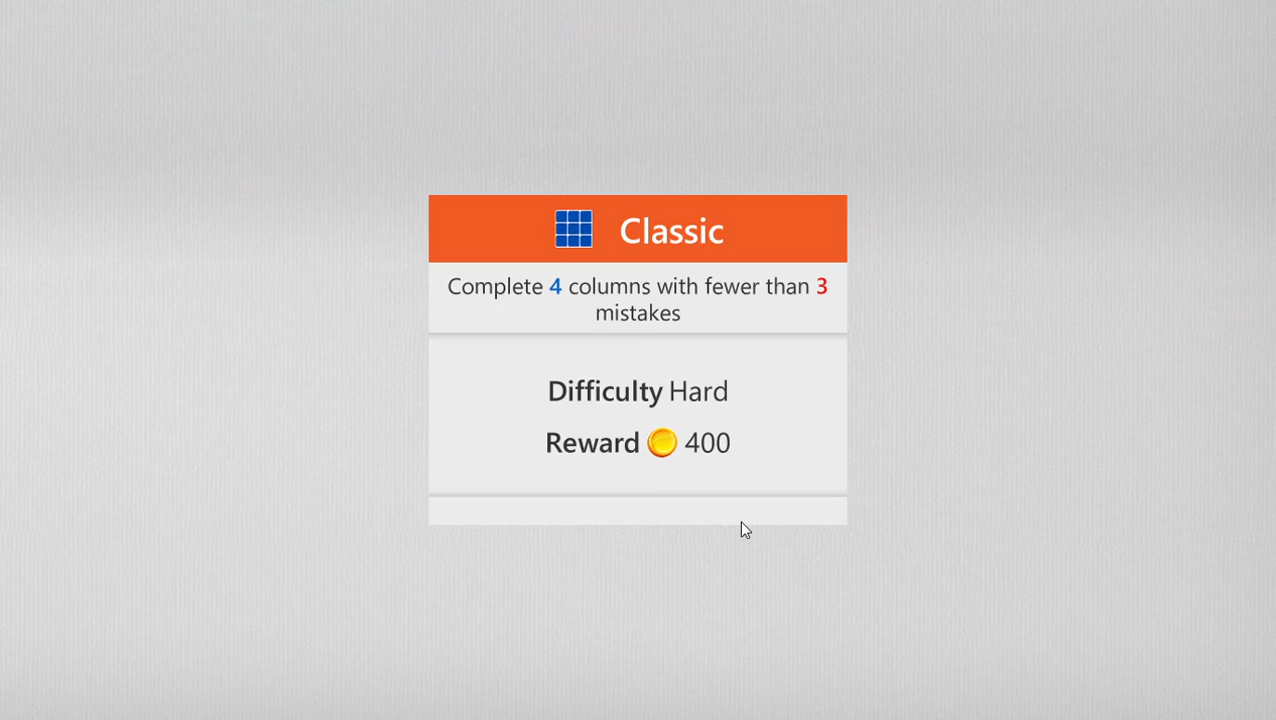 Classic
Complete 4 columns with fewer than 3
mistakes
Difficulty Hard
Reward 400